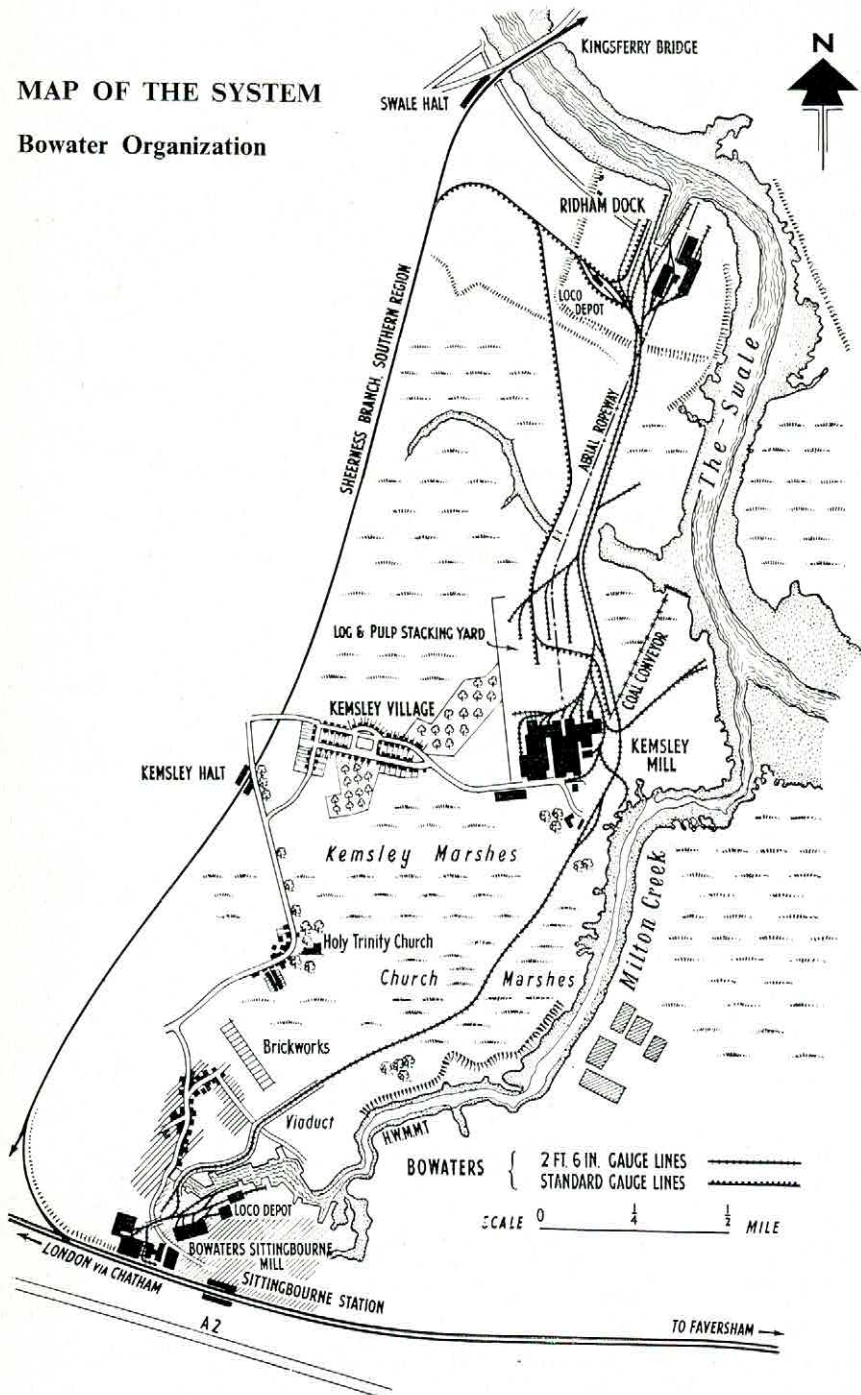 MAP OF THE SYSTEM
Bowater Organization
KINGSFERRY BRIDGE
N
SWALE HALT
RIDHAM DOCK
LOCO
DEPOT
SHEERNESS BRANCH, SOUTHERN REGION
AERIAL ROPEWAY
The Swale
LOG & PULP STACKING YARD
COAL CONVEYOR
KEMSLEY VILLAGE
KEMSLEY
MILL
KEMSLEY HALT
Kemsley Marshes
Milton Creek
Holy Trinity Church
Church Marshes
Brickworks
Viaduct
H.W.M.M.T
BOWATERS { 2 FT. 6 IN. GAUGE LINES
STANDARD GAUGE LINES
SCALE 0 1/4 1/2 MILE
LOCO DEPOT
BOWATERS SITTINGBOURNE
MILL
LONDON VIA CHATHAM
SITTINGBOURNE STATION
A2
TO FAVERSHAM